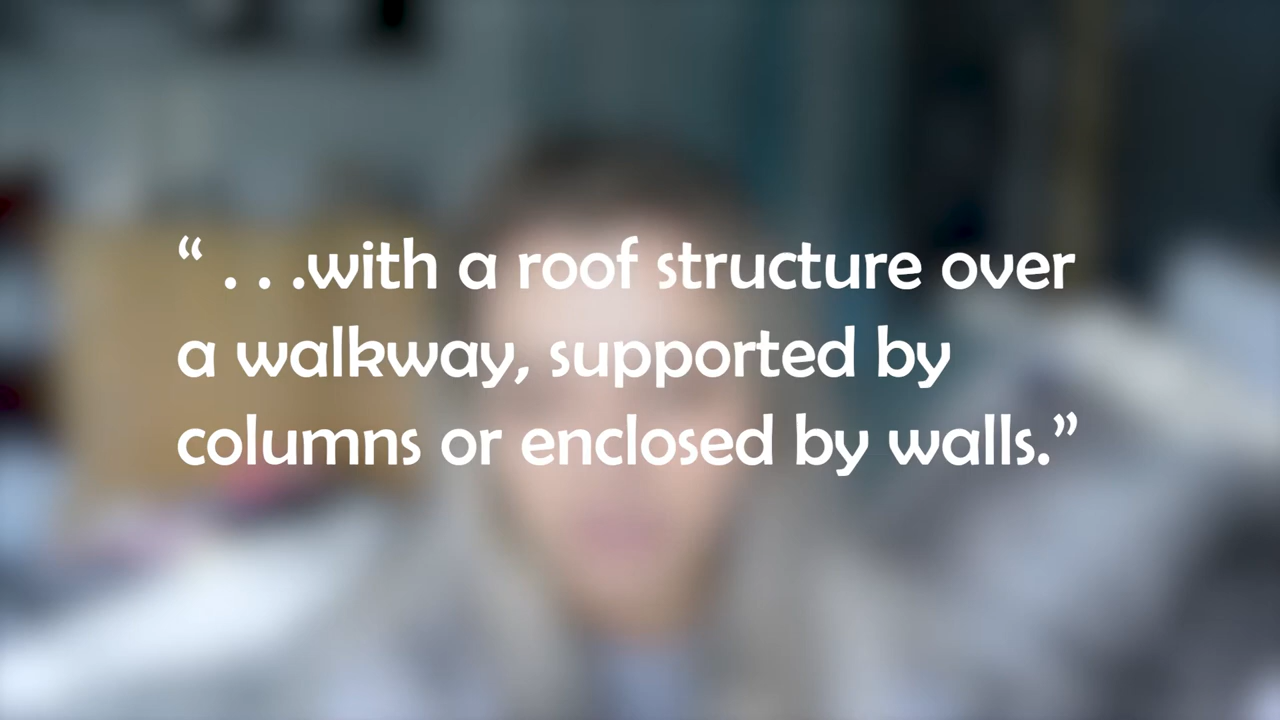 “ . . .with a roof structure over
a walkway, supported by
columns or enclosed by walls.”